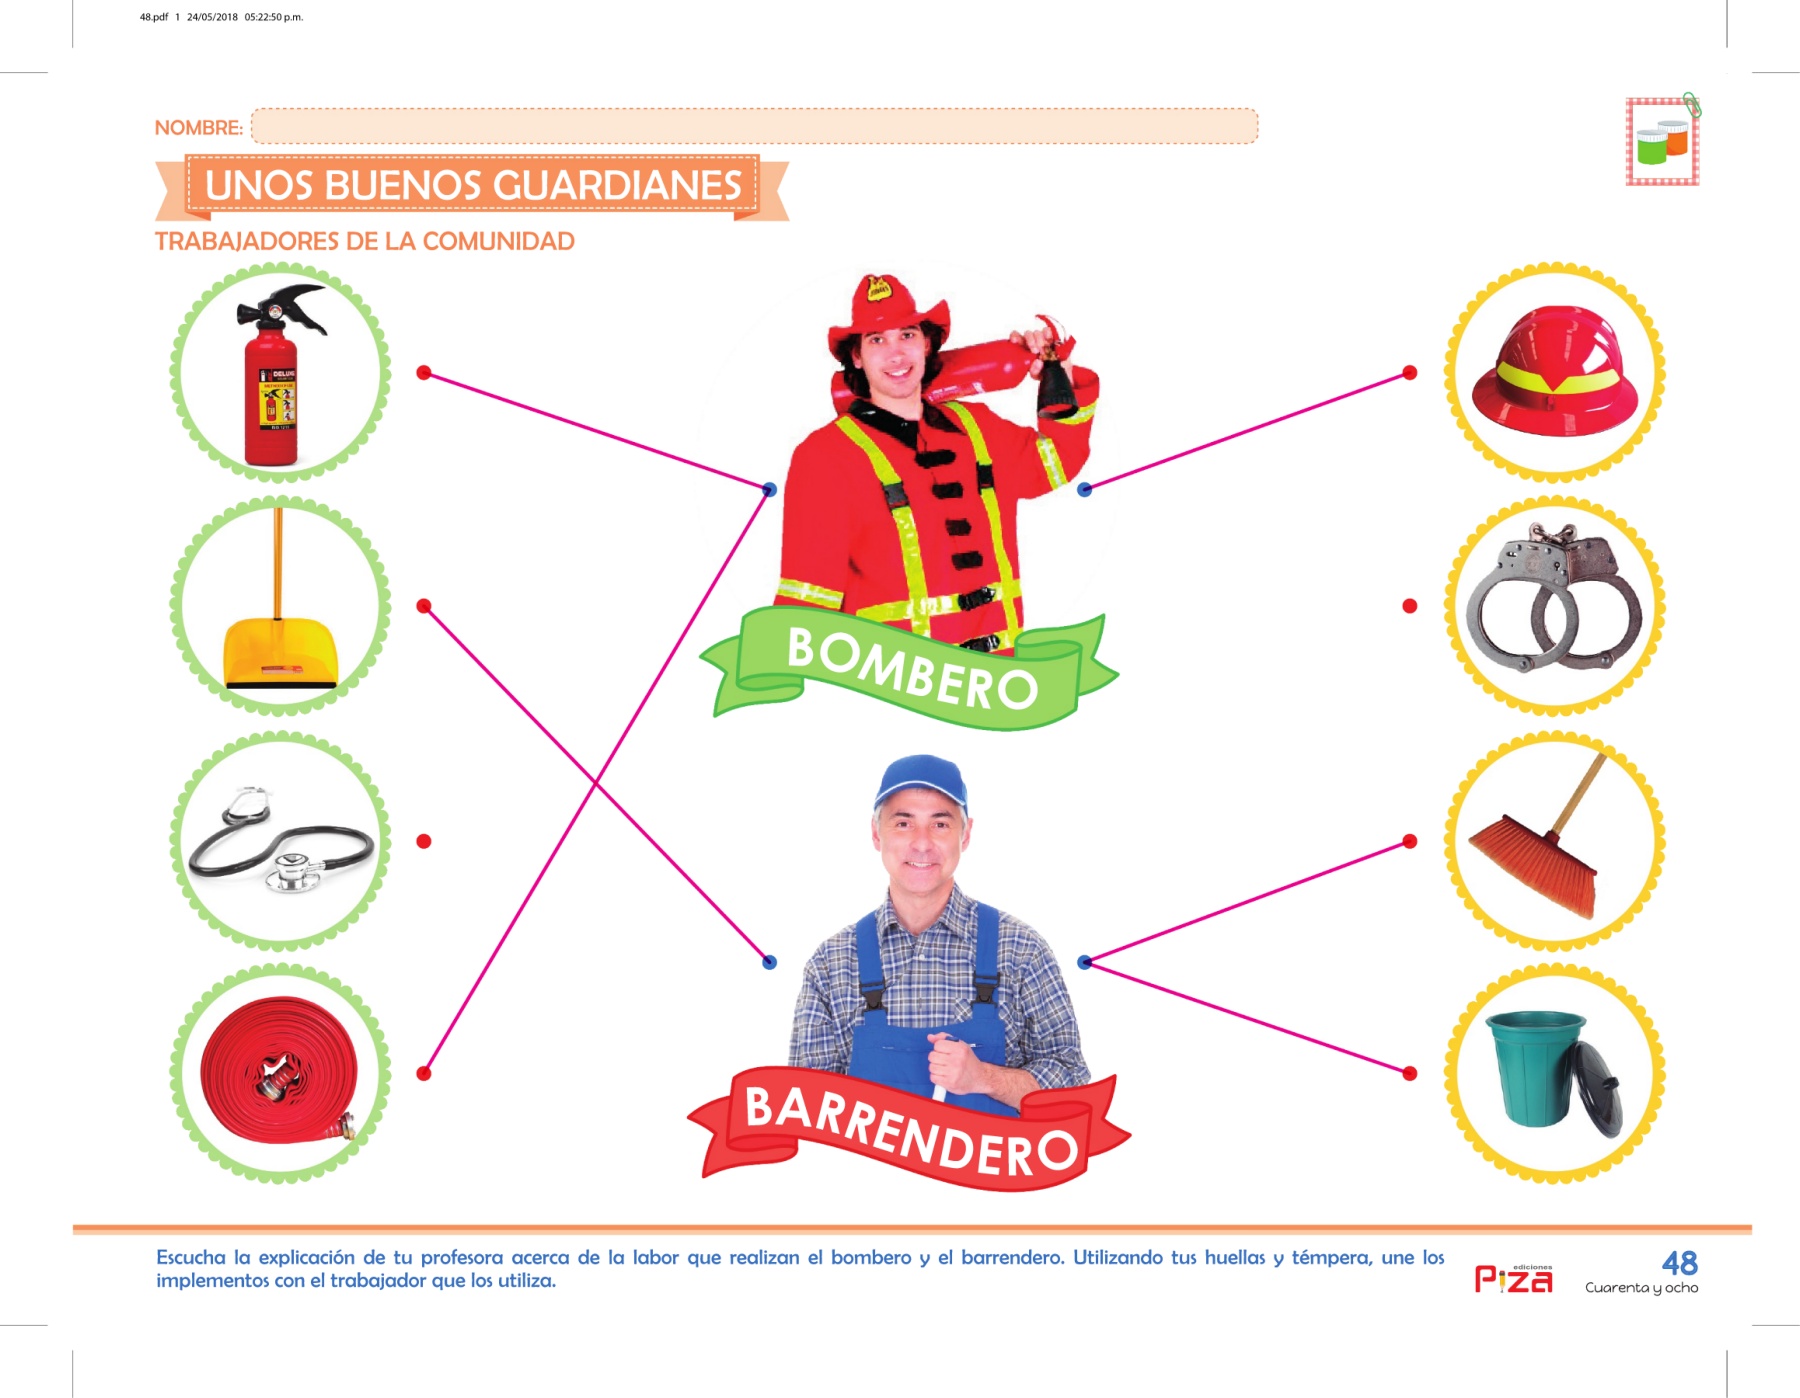 48.pdf 1 24/05/2018 05:22:50 p.m.
NOMBRE:
UNOS BUENOS GUARDIANES
TRABAJADORES DE LA COMUNIDAD
DELUXE
BOMBERO
BARRENDERO
Escucha la explicación de tu profesora acerca de la labor que realizan el bombero y el barrendero. Utilizando tus huellas y témpera, une los
implementos con el trabajador que los utiliza.
ediciones
Piza
48
Cuarenta y ocho